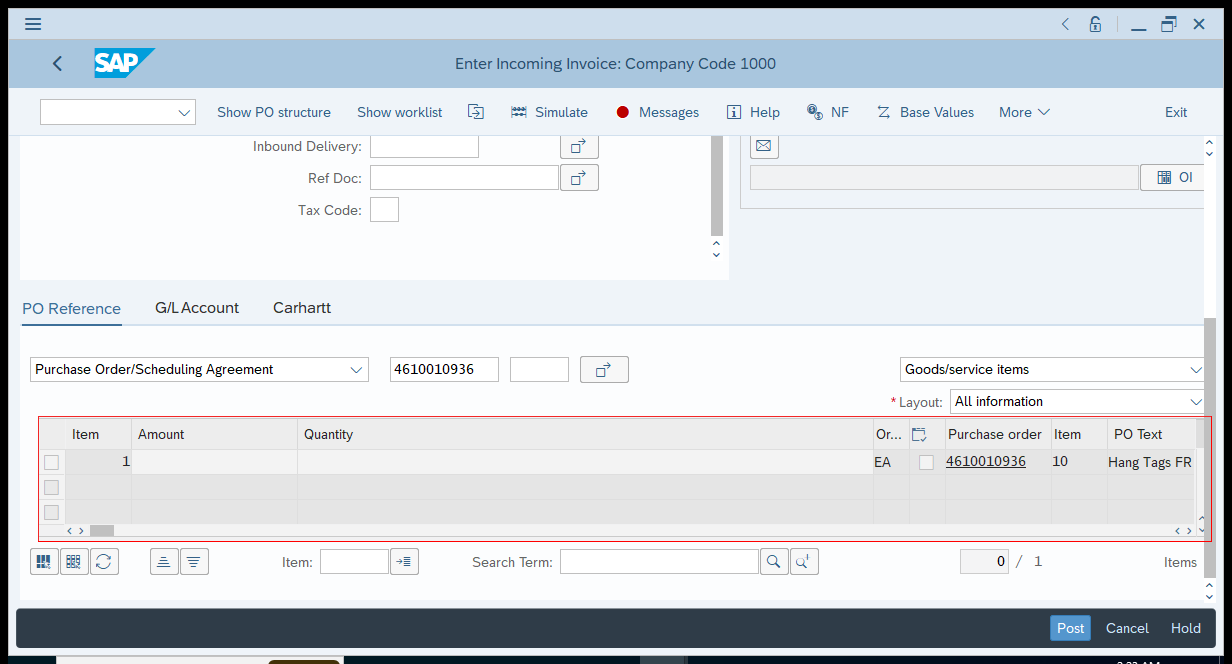 SAP
Enter Incoming Invoice: Company Code 1000
Show PO structure
Show worklist
Simulate
Messages
Help
NF
Base Values
More
Exit
Inbound Delivery:
Ref Doc:
OI
Tax Code:
PO Reference
G/L Account
Carhartt
Purchase Order/Scheduling Agreement
4610010936
Goods/service items
* Layout:
All information
Item Amount Quantity Or... Purchase order Item PO Text
1 EA 4610010936 10 Hang Tags FR
Item:
Search Term:
0 / 1
Items
Post
Cancel
Hold